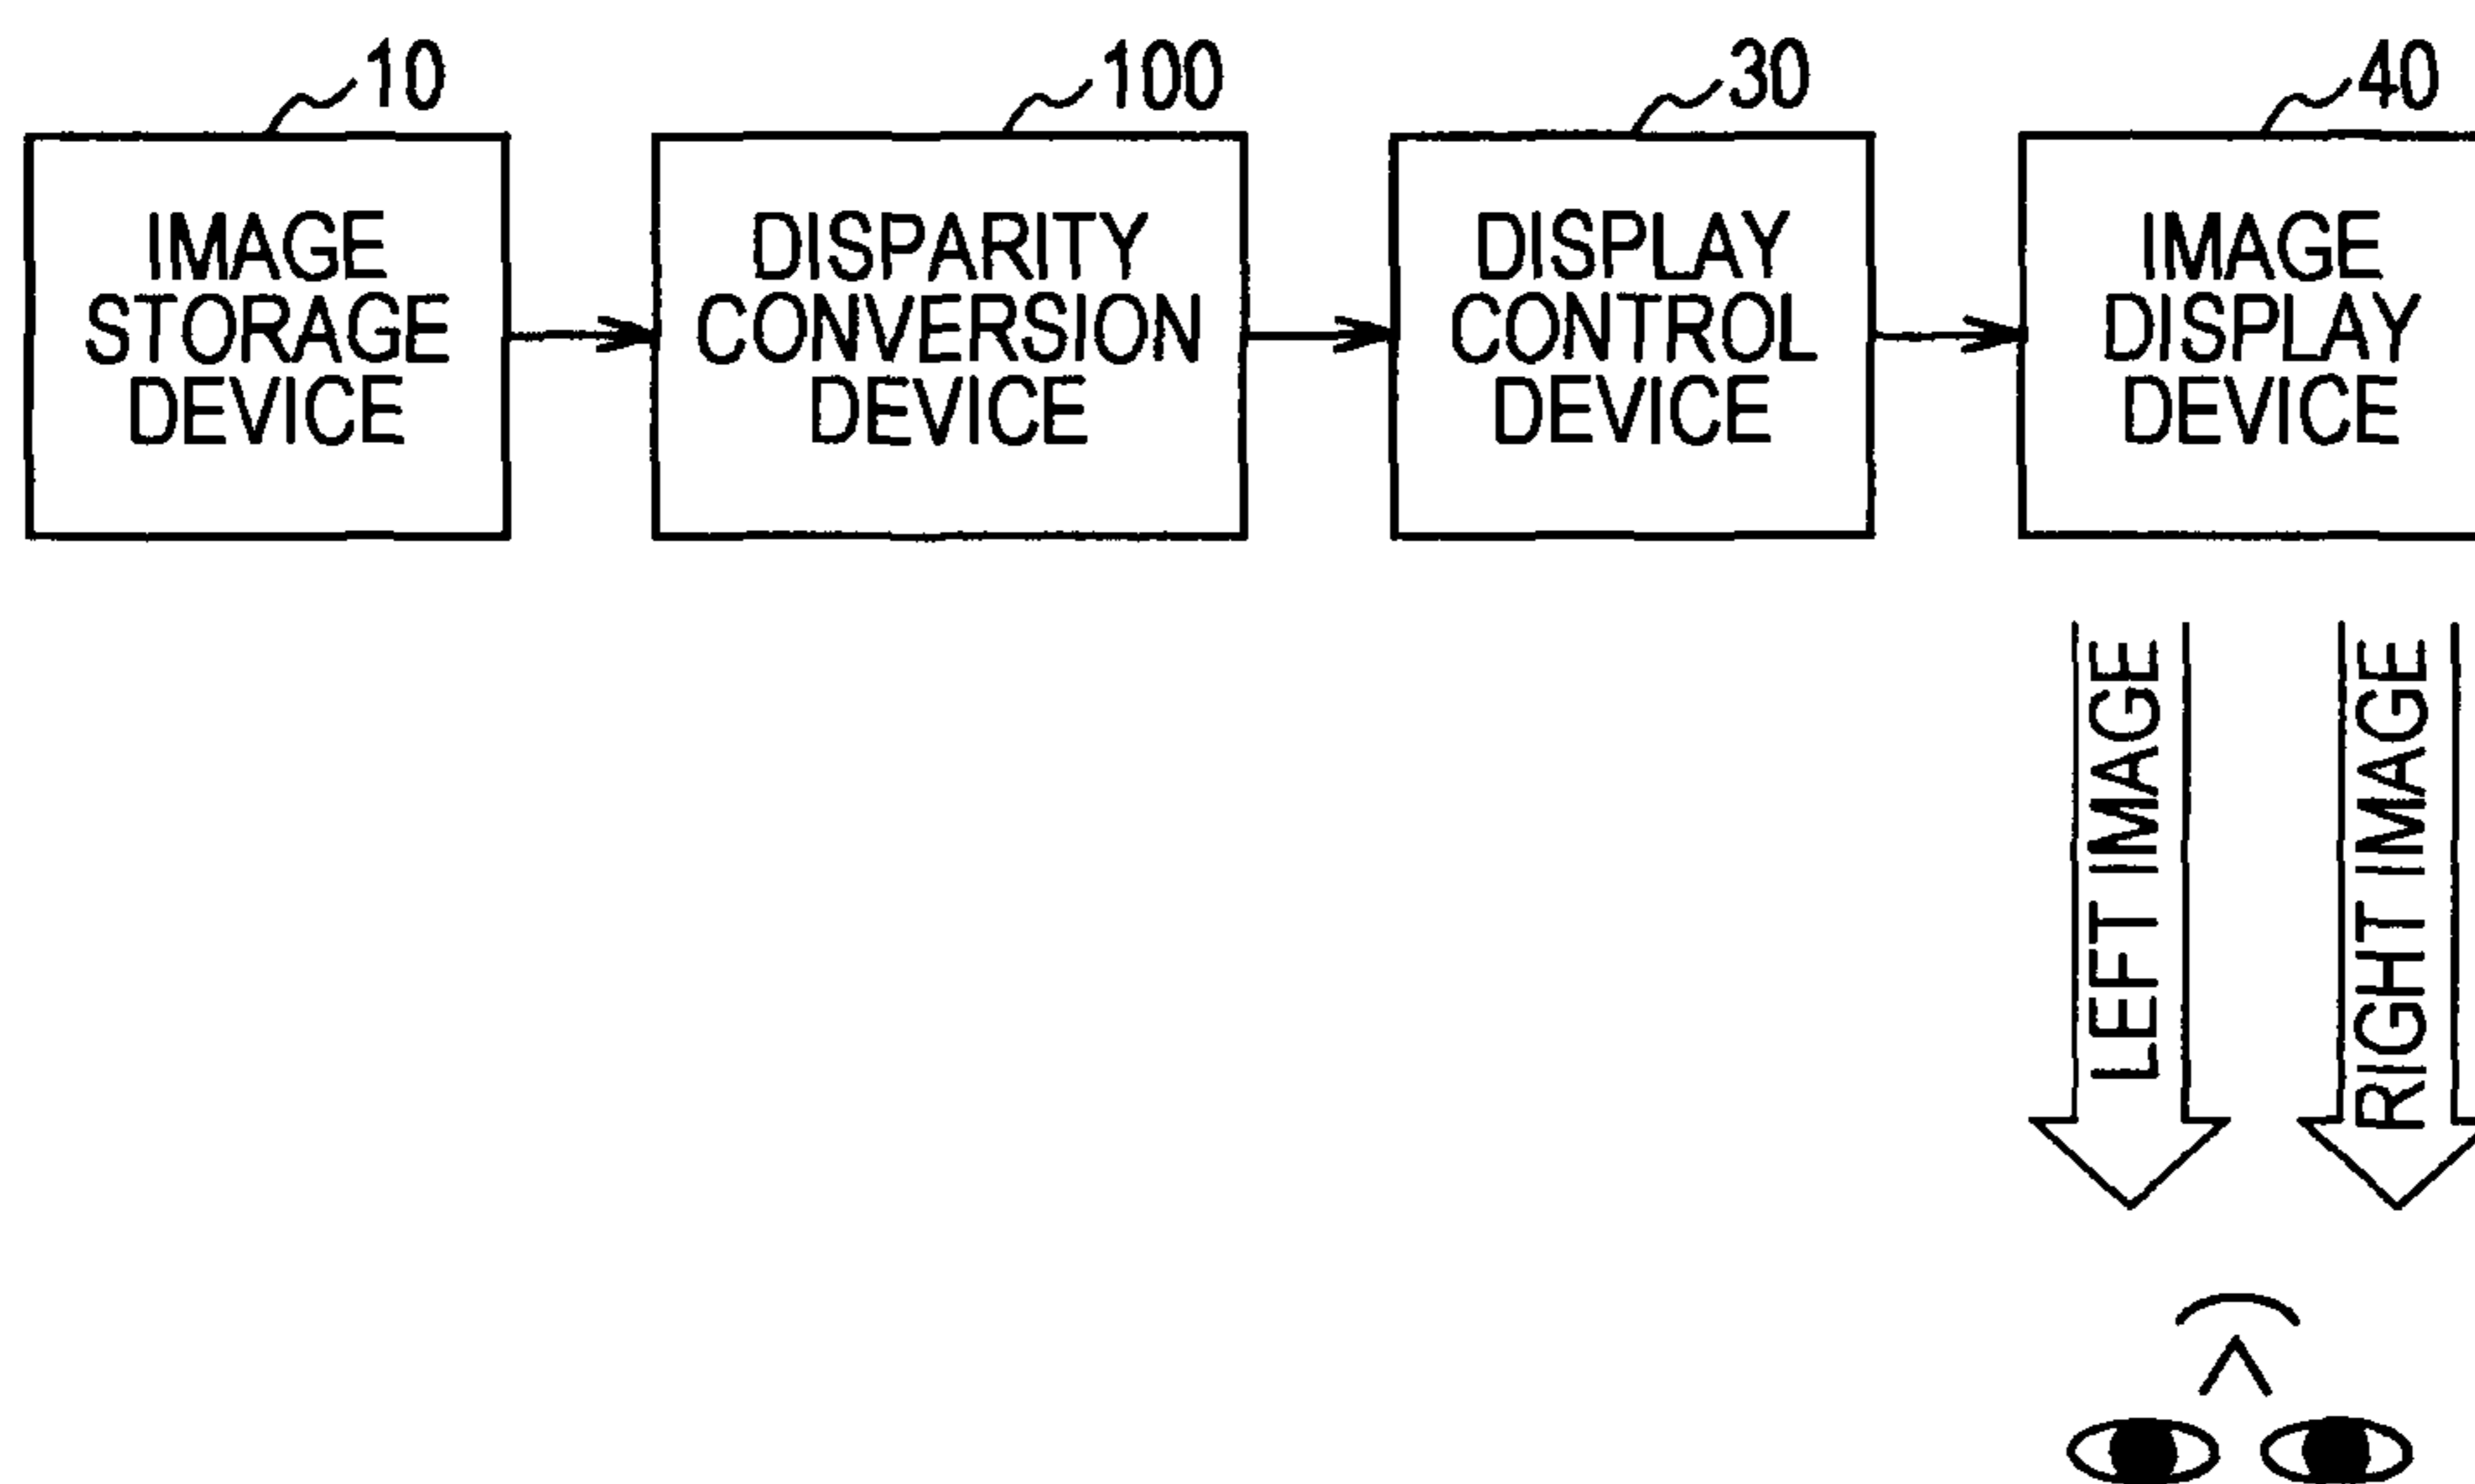 10
100
30
40
IMAGE
STORAGE
DEVICE
DISPARITY
CONVERSION
DEVICE
DISPLAY
CONTROL
DEVICE
IMAGE
DISPLAY
DEVICE
LEFT IMAGE
RIGHT IMAGE